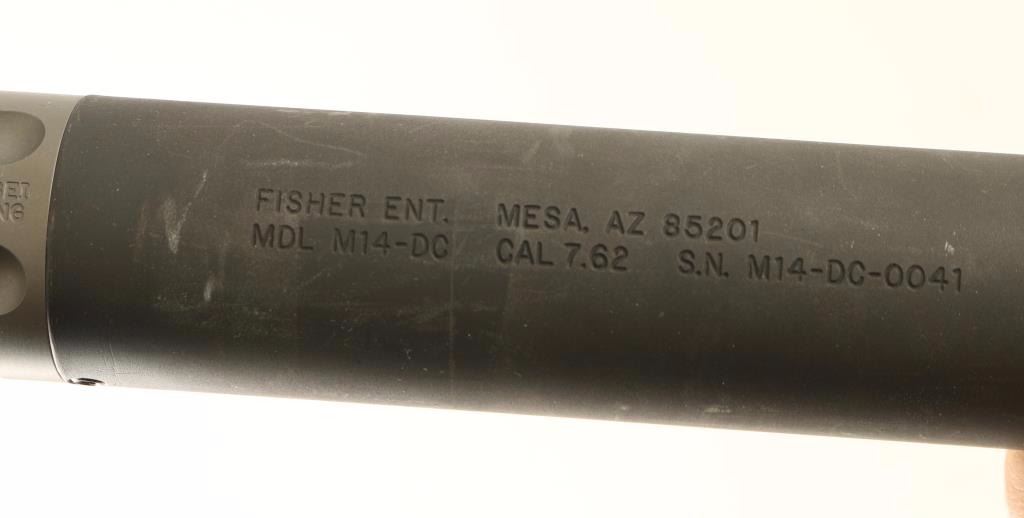 FISHER ENT. MESA, AZ 85201
MDL M14-DC CAL 7.62 S.N. M14-DC-0041